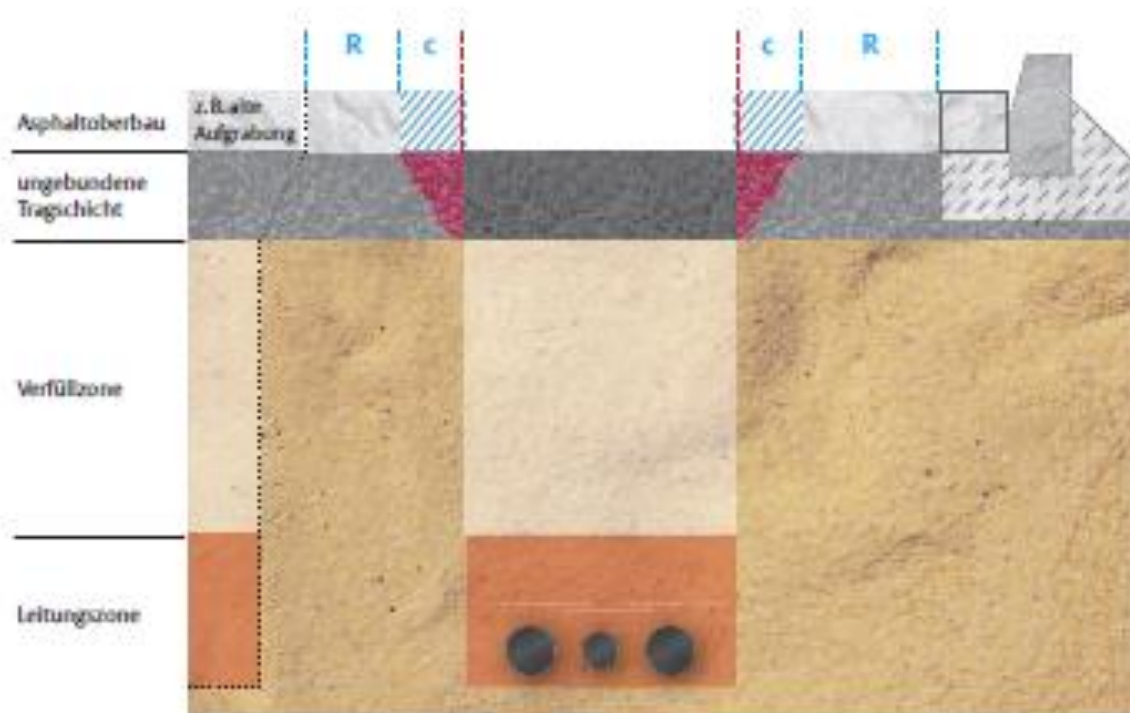 R c c R
Asphaltoberbau
z.B. alte
Aufgrabung
ungebundene
Tragschicht
Verfüllzone
Leitungszone